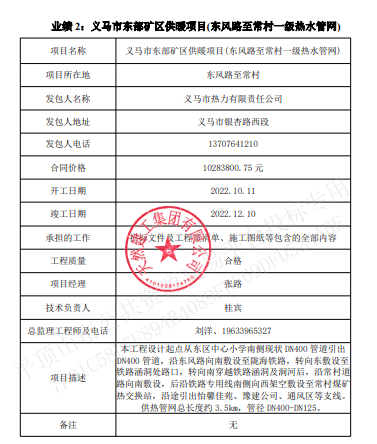 业绩 2：义马市东部矿区供暖项目(东风路至常村一级热水管网)
项目名称 义马市东部矿区供暖项目(东风路至常村一级热水管网)
项目所在地 东风路至常村
发包人名称 义马市热力有限责任公司
发包人地址 义马市银杏路西段
发包人电话 13707641210
合同价格 10283800.75 元
开工日期 2022.10.11
竣工日期 2022.12.10
承担的工作 招标文件及工程量清单、施工图纸等包含的全部内容
工程质量 合格
项目经理 张路
技术负责人 桂宾
总监理工程师及电话 刘洋、19633965327
项目描述
本工程设计起点从东区中心小学南侧现状 DN400 管道引出
DN400 管道，沿东风路向南敷设至陇海铁路，转向东敷设至
铁路涵洞处路口，转向南穿越铁路涵洞及涧河后，沿常村道
路向南敷设，后沿铁路专用线南侧向西架空敷设至常村煤矿
热交换站，沿途引出怡馨佳苑、豫建公司、通风区等支线。
供热管网总长度约 3.5km，管径 DN400-DN125。
备注 无